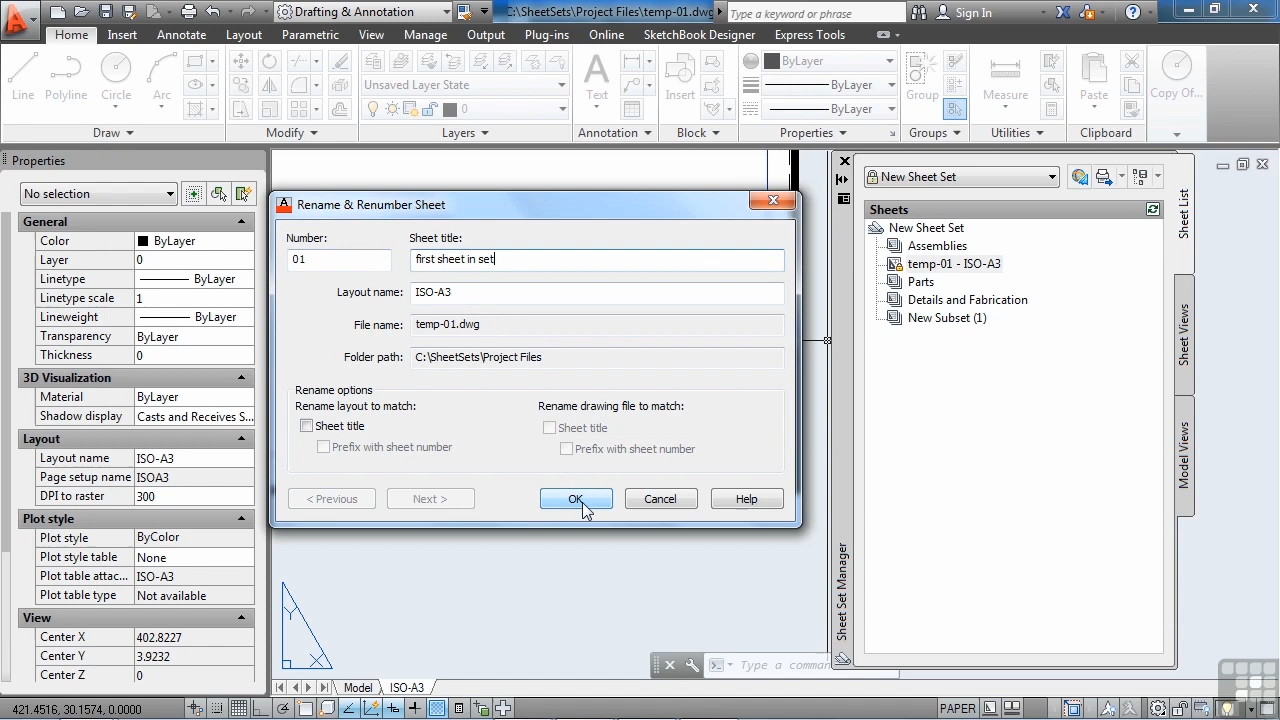 Drafting & Annotation
C:\SheetSets\Project Files\temp-01.dwg
Type a keyword or phrase
Sign In
Home
Insert
Annotate
Layout
Parametric
View
Manage
Output
Plug-ins
Online
SketchBook Designer
Express Tools
Line
Polyline
Circle
Arc
Draw
Modify
Unsaved Layer State
0
Layers
Text
Annotation
Insert
Block
ByLayer
ByLayer
ByLayer
Properties
Group
Groups
Measure
Utilities
Paste
Clipboard
Copy Of...
Properties
No selection
General
Color ByLayer
Layer 0
Linetype ByLayer
Linetype scale 1
Lineweight ByLayer
Transparency ByLayer
Thickness 0
3D Visualization
Material ByLayer
Shadow display Casts and Receives S...
Layout
Layout name ISO-A3
Page setup name ISOA3
DPI to raster 300
Plot style
Plot style ByColor
Plot style table None
Plot table attac... ISO-A3
Plot table type Not available
View
Center X 402.8227
Center Y 3.9232
Center Z 0
Rename & Renumber Sheet
Number: Sheet title:
01 first sheet in set
Layout name: ISO-A3
File name: temp-01.dwg
Folder path: C:\SheetSets\Project Files
Rename options
Rename layout to match: Rename drawing file to match:
Sheet title Sheet title
Prefix with sheet number Prefix with sheet number
< Previous Next > OK Cancel Help
Y
X
New Sheet Set
Sheets
New Sheet Set
Assemblies
temp-01 - ISO-A3
Parts
Details and Fabrication
New Subset (1)
Sheet List
Sheet Views
Model Views
Sheet Set Manager
Type a comman
Model ISO-A3
421.4516, 30.1574, 0.0000
PAPER